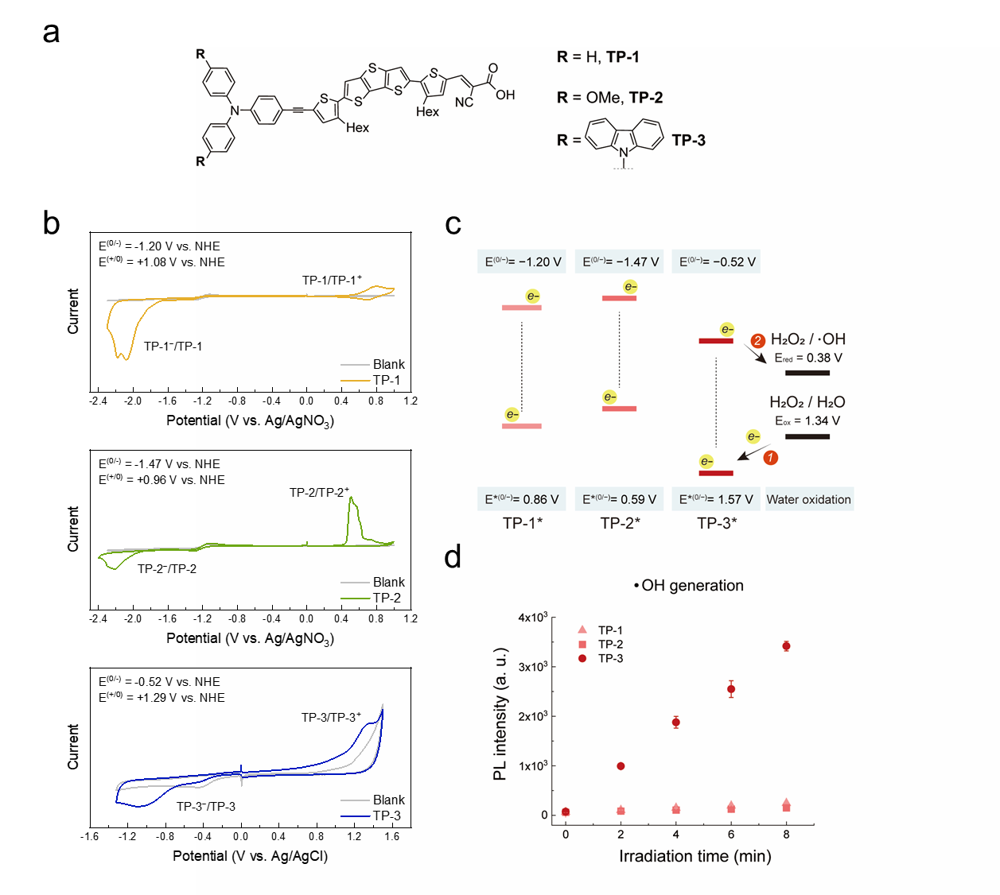 a
R
R
N
S
Hex
S
S
S
Hex
NC
O
OH
R = H, TP-1
R = OMe, TP-2
R =
N
TP-3
b
E(0/-) = -1.20 V vs. NHE
E(+/0) = +1.08 V vs. NHE
TP-1/TP-1+
TP-1−/TP-1
Blank
TP-1
Current
-2.4 -2.0 -1.6 -1.2 -0.8 -0.4 0.0 0.4 0.8 1.2
Potential (V vs. Ag/AgNO3)
E(0/-) = -1.47 V vs. NHE
E(+/0) = +0.96 V vs. NHE
TP-2/TP-2+
TP-2−/TP-2
Blank
TP-2
Current
-2.4 -2.0 -1.6 -1.2 -0.8 -0.4 0.0 0.4 0.8 1.2
Potential (V vs. Ag/AgNO3)
E(0/-) = -0.52 V vs. NHE
E(+/0) = +1.29 V vs. NHE
TP-3/TP-3+
TP-3−/TP-3
Blank
TP-3
Current
-1.6 -1.2 -0.8 -0.4 0.0 0.4 0.8 1.2 1.6
Potential (V vs. Ag/AgCl)
c
E(0/−)= −1.20 V
E(0/−)= −1.47 V
E(0/−)= −0.52 V
e−
e−
e−
2
H2O2 / ·OH
Ered = 0.38 V
H2O2 / H2O
Eox = 1.34 V
e−
e−
e−
e−
1
E*(0/−)= 0.86 V
E*(0/−)= 0.59 V
E*(0/−)= 1.57 V
Water oxidation
TP-1*
TP-2*
TP-3*
d
•OH generation
TP-1
TP-2
TP-3
PL intensity (a. u.)
4x10³
3x10³
2x10³
1x10³
0
0 2 4 6 8
Irradiation time (min)